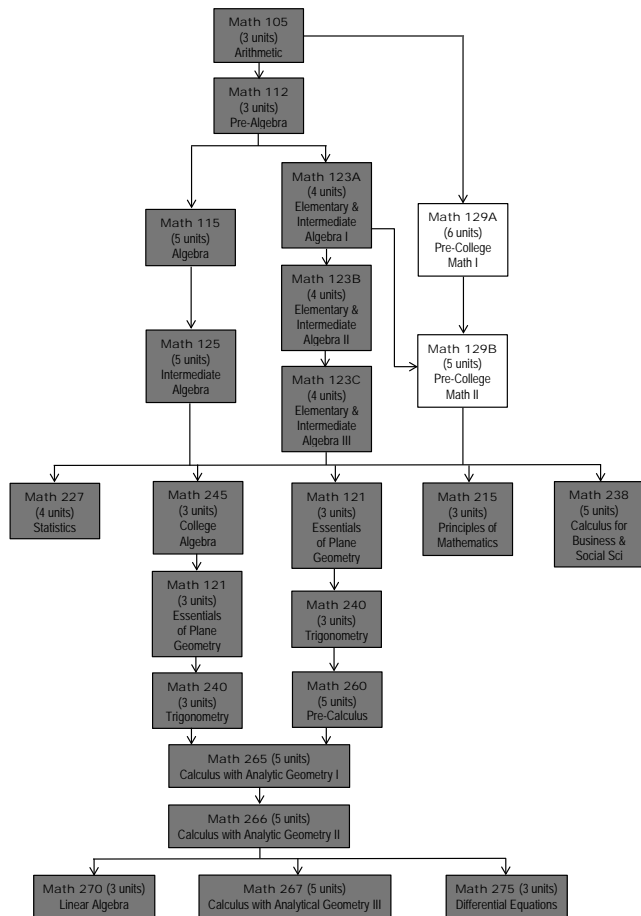 Math 105
(3 units)
Arithmetic
Math 112
(3 units)
Pre-Algebra
Math 115
(5 units)
Algebra
Math 123A
(4 units)
Elementary &
Intermediate
Algebra I
Math 129A
(6 units)
Pre-College
Math I
Math 123B
(4 units)
Elementary &
Intermediate
Algebra II
Math 125
(5 units)
Intermediate
Algebra
Math 123C
(4 units)
Elementary &
Intermediate
Algebra III
Math 129B
(5 units)
Pre-College
Math II
Math 227
(4 units)
Statistics
Math 245
(3 units)
College
Algebra
Math 121
(3 units)
Essentials
of Plane
Geometry
Math 215
(3 units)
Principles of
Mathematics
Math 238
(5 units)
Calculus for
Business &
Social Sci
Math 121
(3 units)
Essentials
of Plane
Geometry
Math 240
(3 units)
Trigonometry
Math 240
(3 units)
Trigonometry
Math 260
(5 units)
Pre-Calculus
Math 265 (5 units)
Calculus with Analytic Geometry I
Math 266 (5 units)
Calculus with Analytic Geometry II
Math 270 (3 units)
Linear Algebra
Math 267 (5 units)
Calculus with Analytical Geometry III
Math 275 (3 units)
Differential Equations